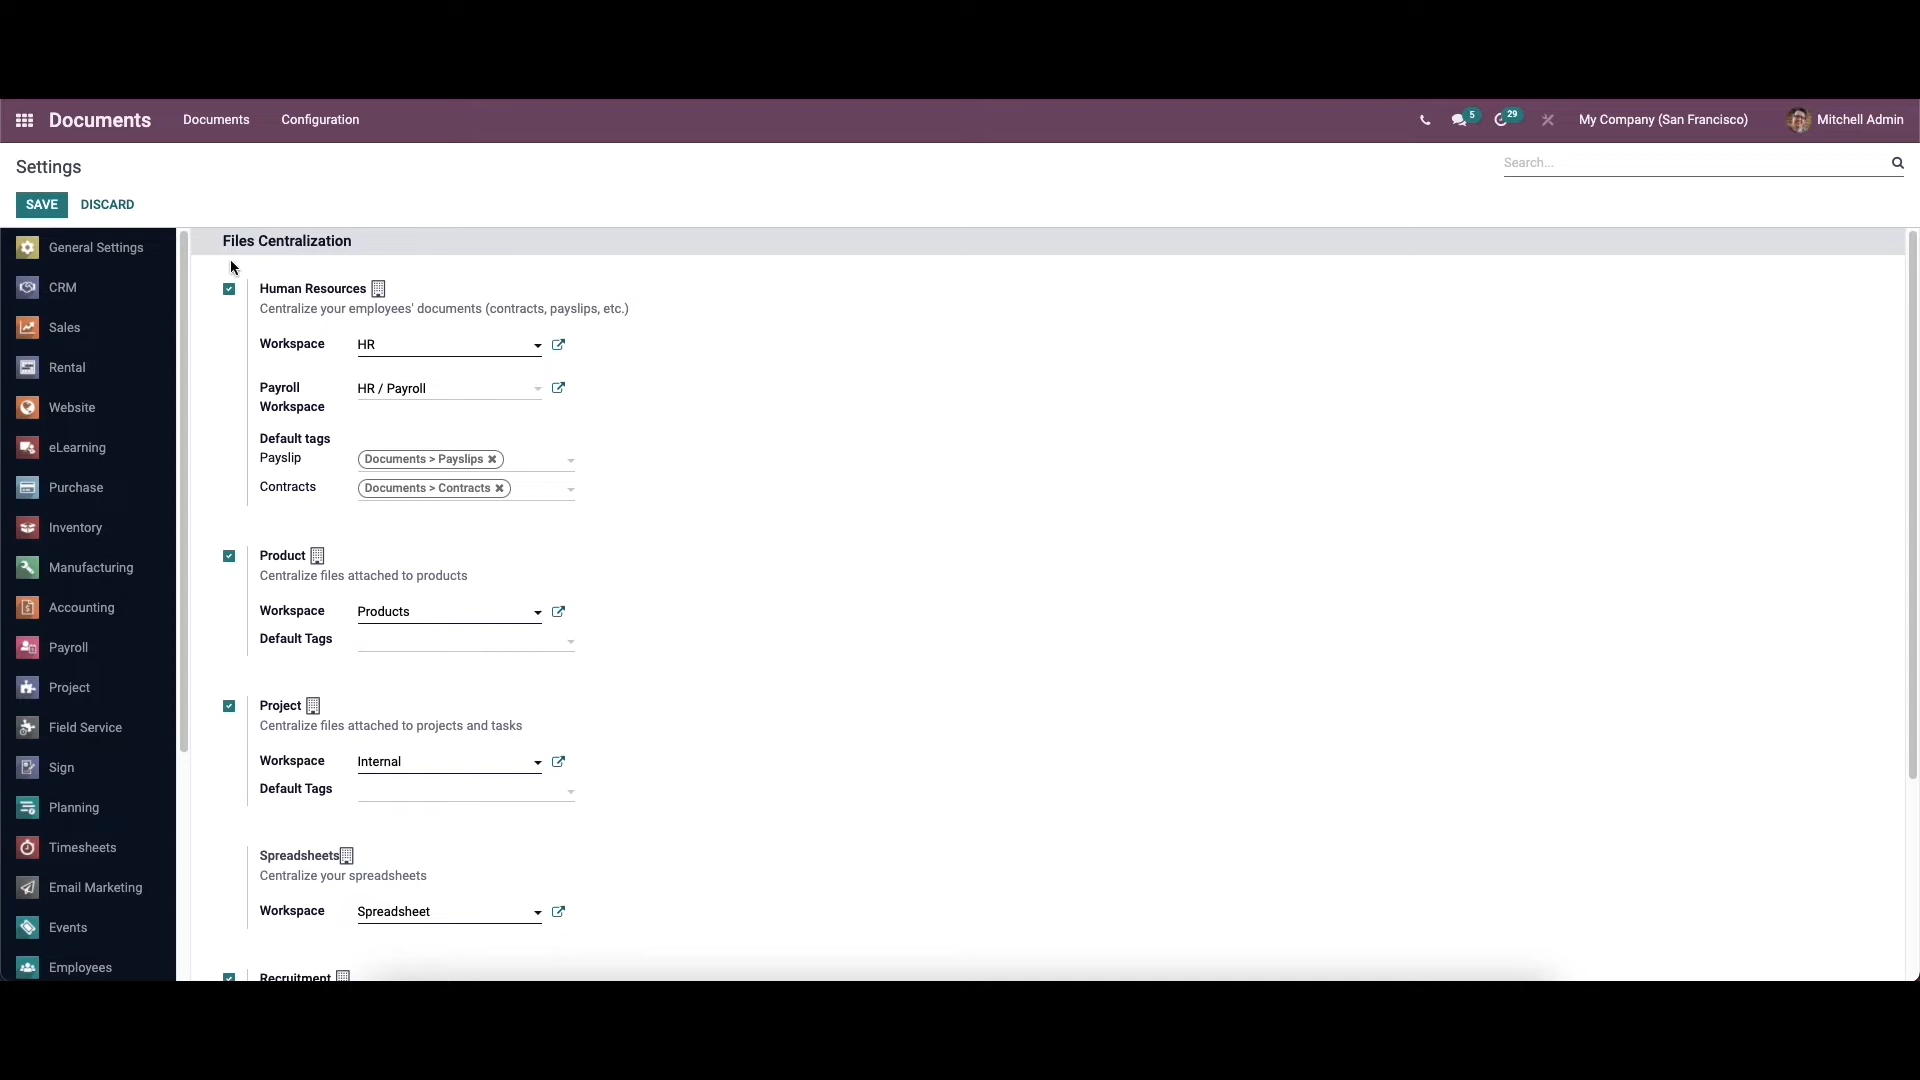 Documents Documents Configuration 5 29 My Company (San Francisco) Mitchell Admin
Settings Search...
SAVE DISCARD
General Settings
CRM
Sales
Rental
Website
eLearning
Purchase
Inventory
Manufacturing
Accounting
Payroll
Project
Field Service
Sign
Planning
Timesheets
Email Marketing
Events
Employees
Files Centralization
Human Resources
Centralize your employees' documents (contracts, payslips, etc.)
Workspace HR
Payroll Workspace HR / Payroll
Default tags
Payslip Documents > Payslips ✖
Contracts Documents > Contracts ✖
Product
Centralize files attached to products
Workspace Products
Default Tags
Project
Centralize files attached to projects and tasks
Workspace Internal
Default Tags
Spreadsheets
Centralize your spreadsheets
Workspace Spreadsheet
Recruitment